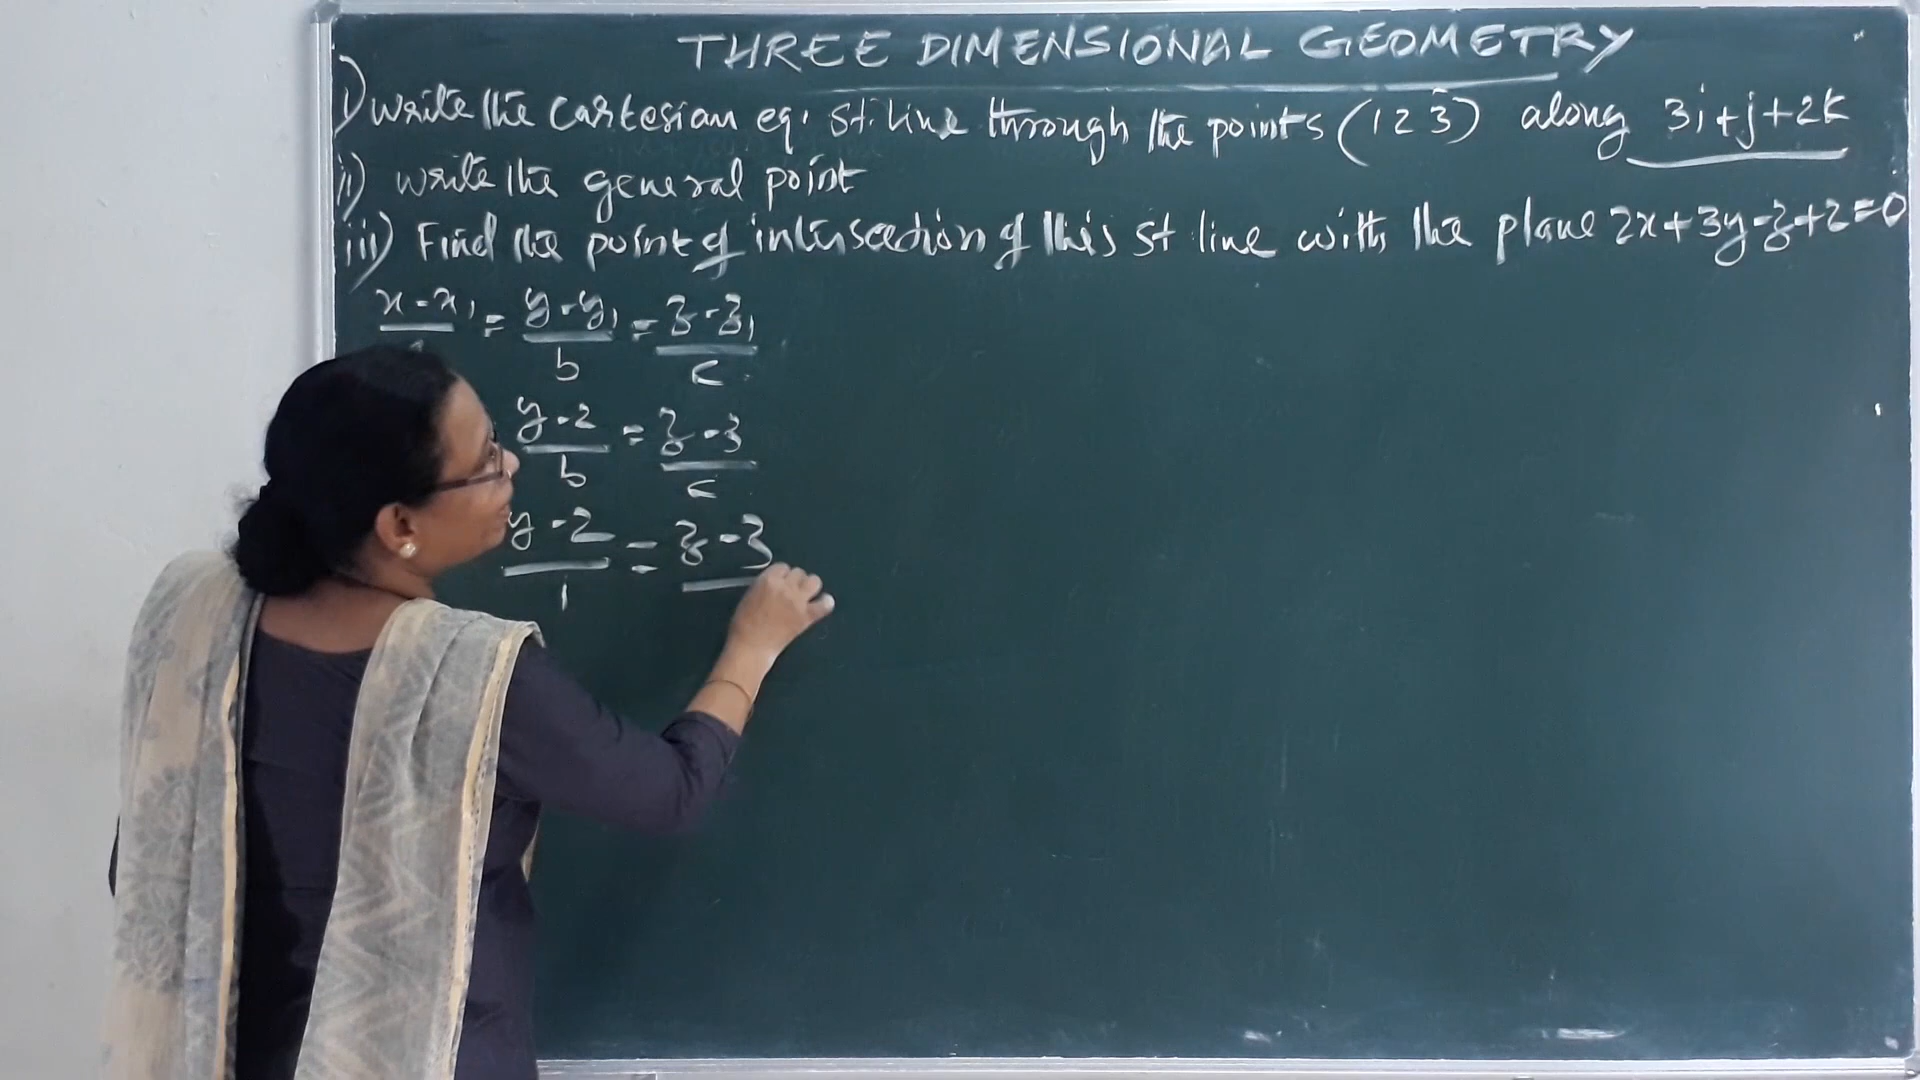 THREE DIMENSIONAL GEOMETRY
i) write the cartesian eq. st. line through the points (1 2 3) along 3i+j+2k
ii) write the general point
iii) Find the point of intersection of this st line with the plane 2x+3y-z+2=0
x-x₁ = y-y₁ = z-z₁
b c
y-2 = z-3
b c
y-2 = z-3
1